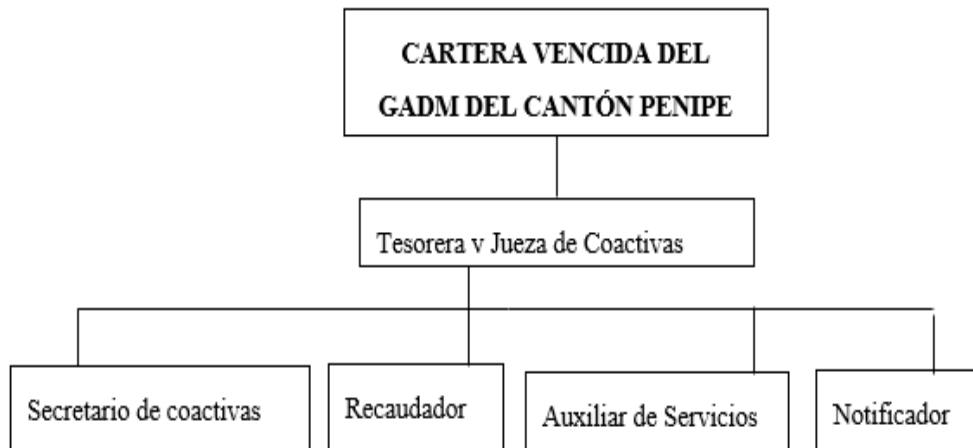 CARTERA VENCIDA DEL
GADM DEL CANTÓN PENIPE
Tesorera y Jueza de Coactivas
Secretario de coactivas
Recaudador
Auxiliar de Servicios
Notificador